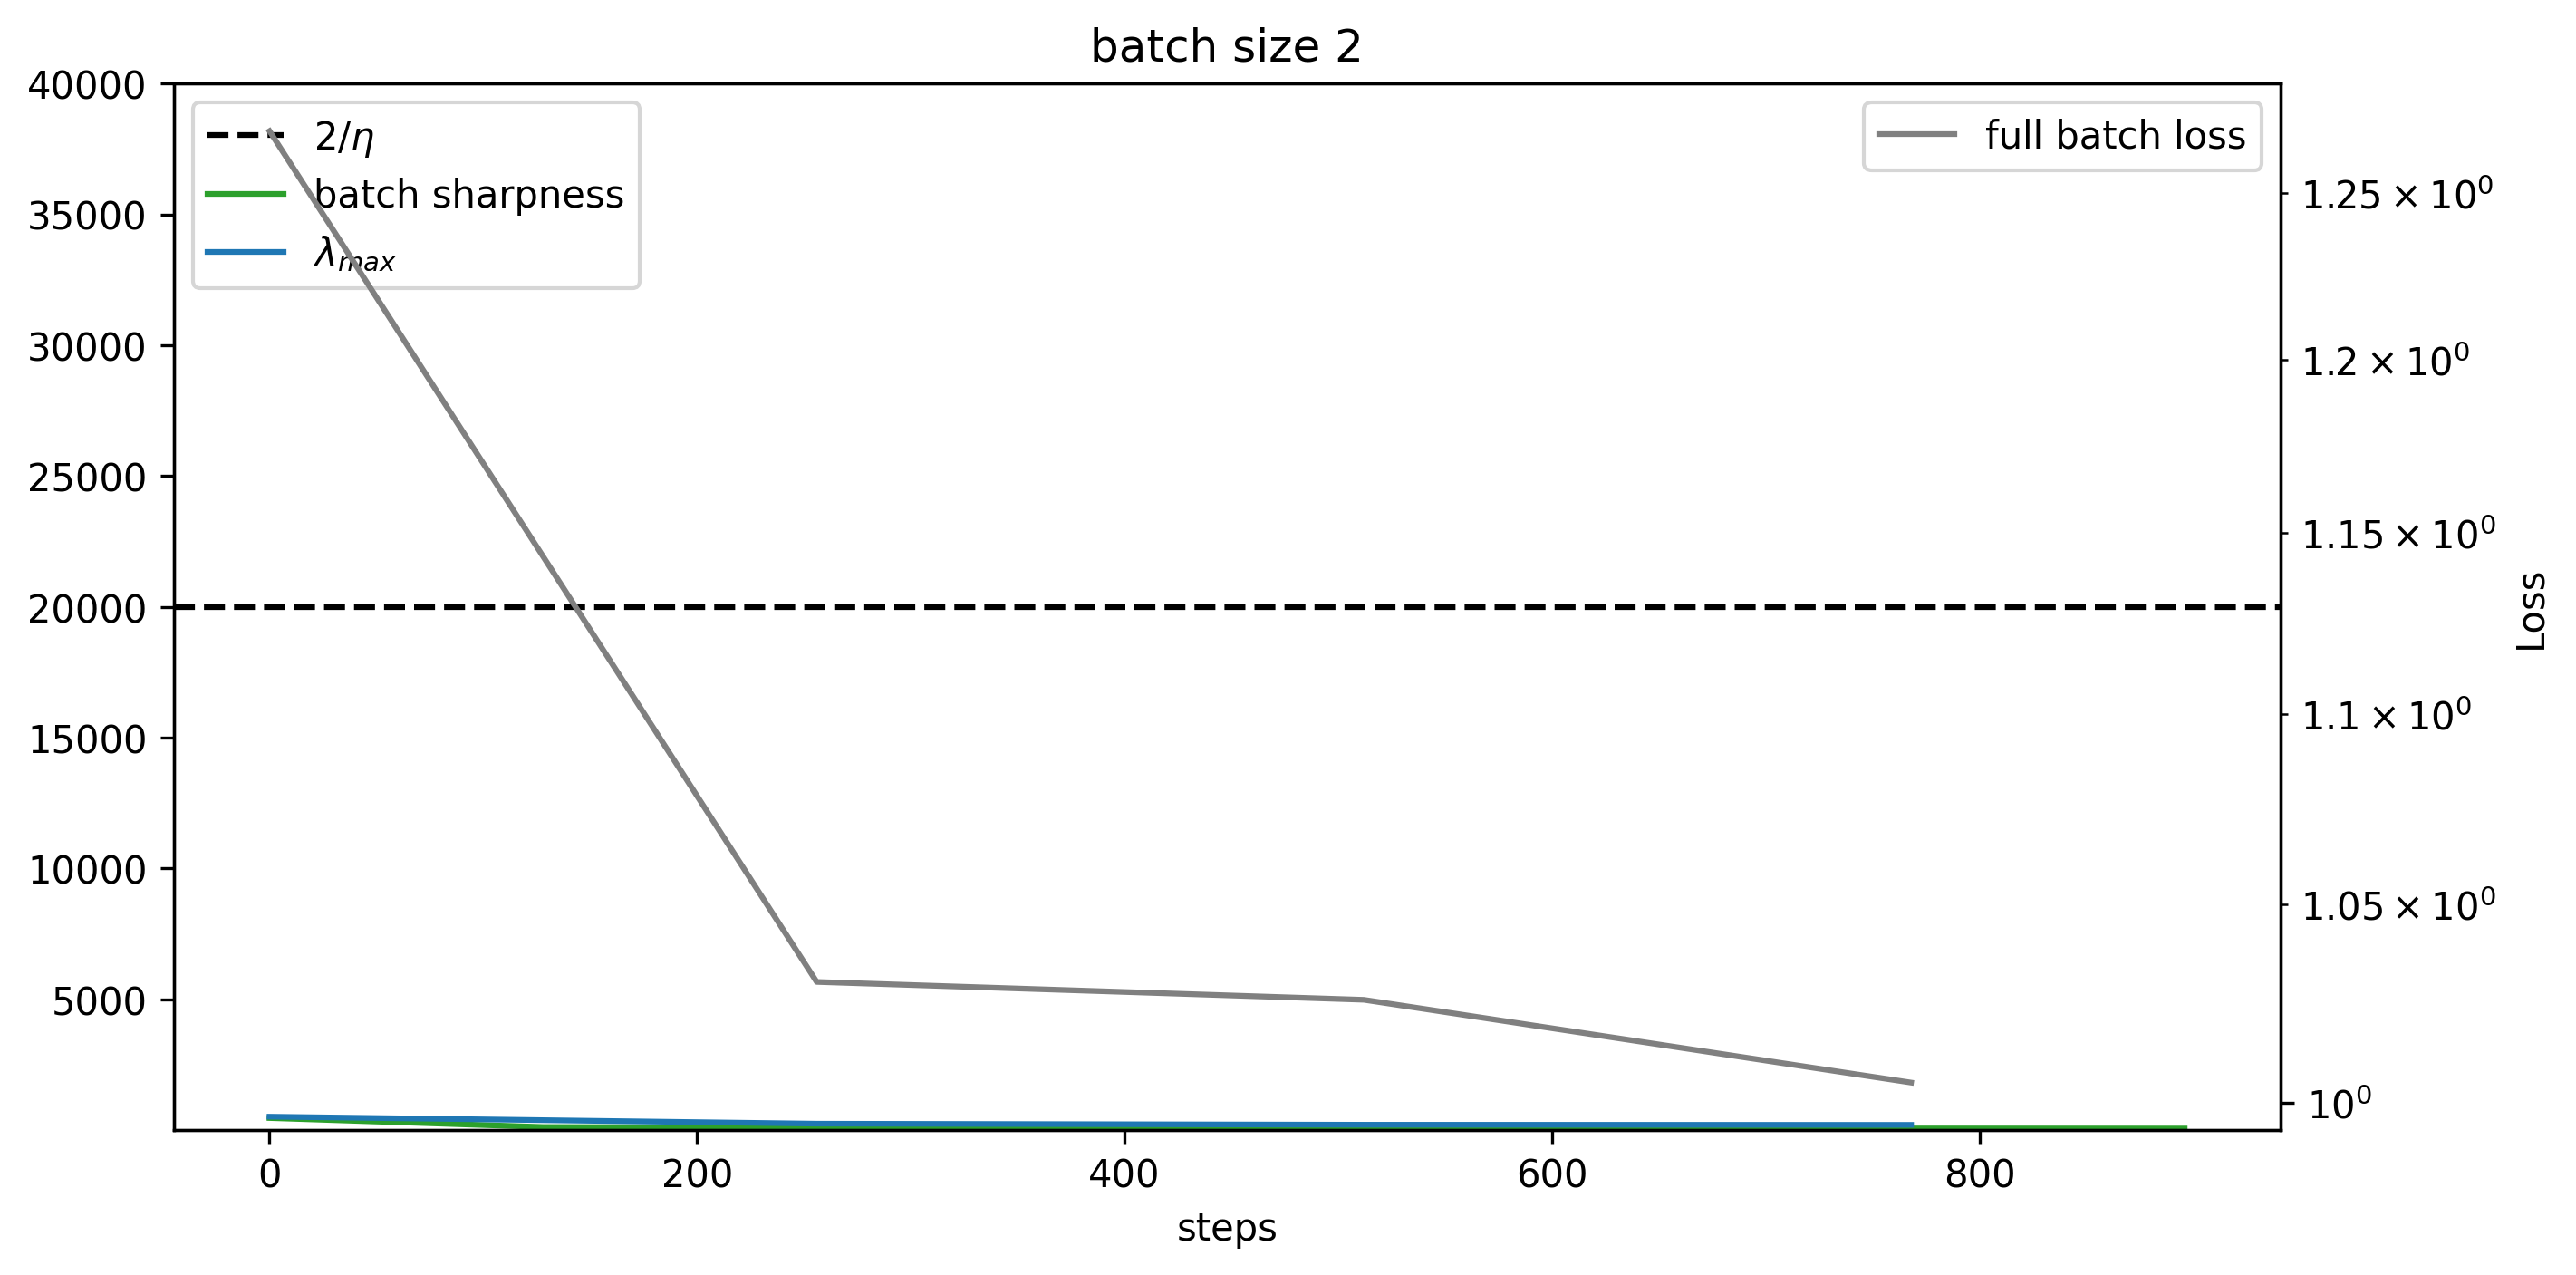 batch size 2
40000
35000
30000
25000
20000
15000
10000
5000
2/η
batch sharpness
λmax
full batch loss
1.25 × 10⁰
1.2 × 10⁰
1.15 × 10⁰
1.1 × 10⁰
1.05 × 10⁰
10⁰
Loss
0 200 400 600 800
steps